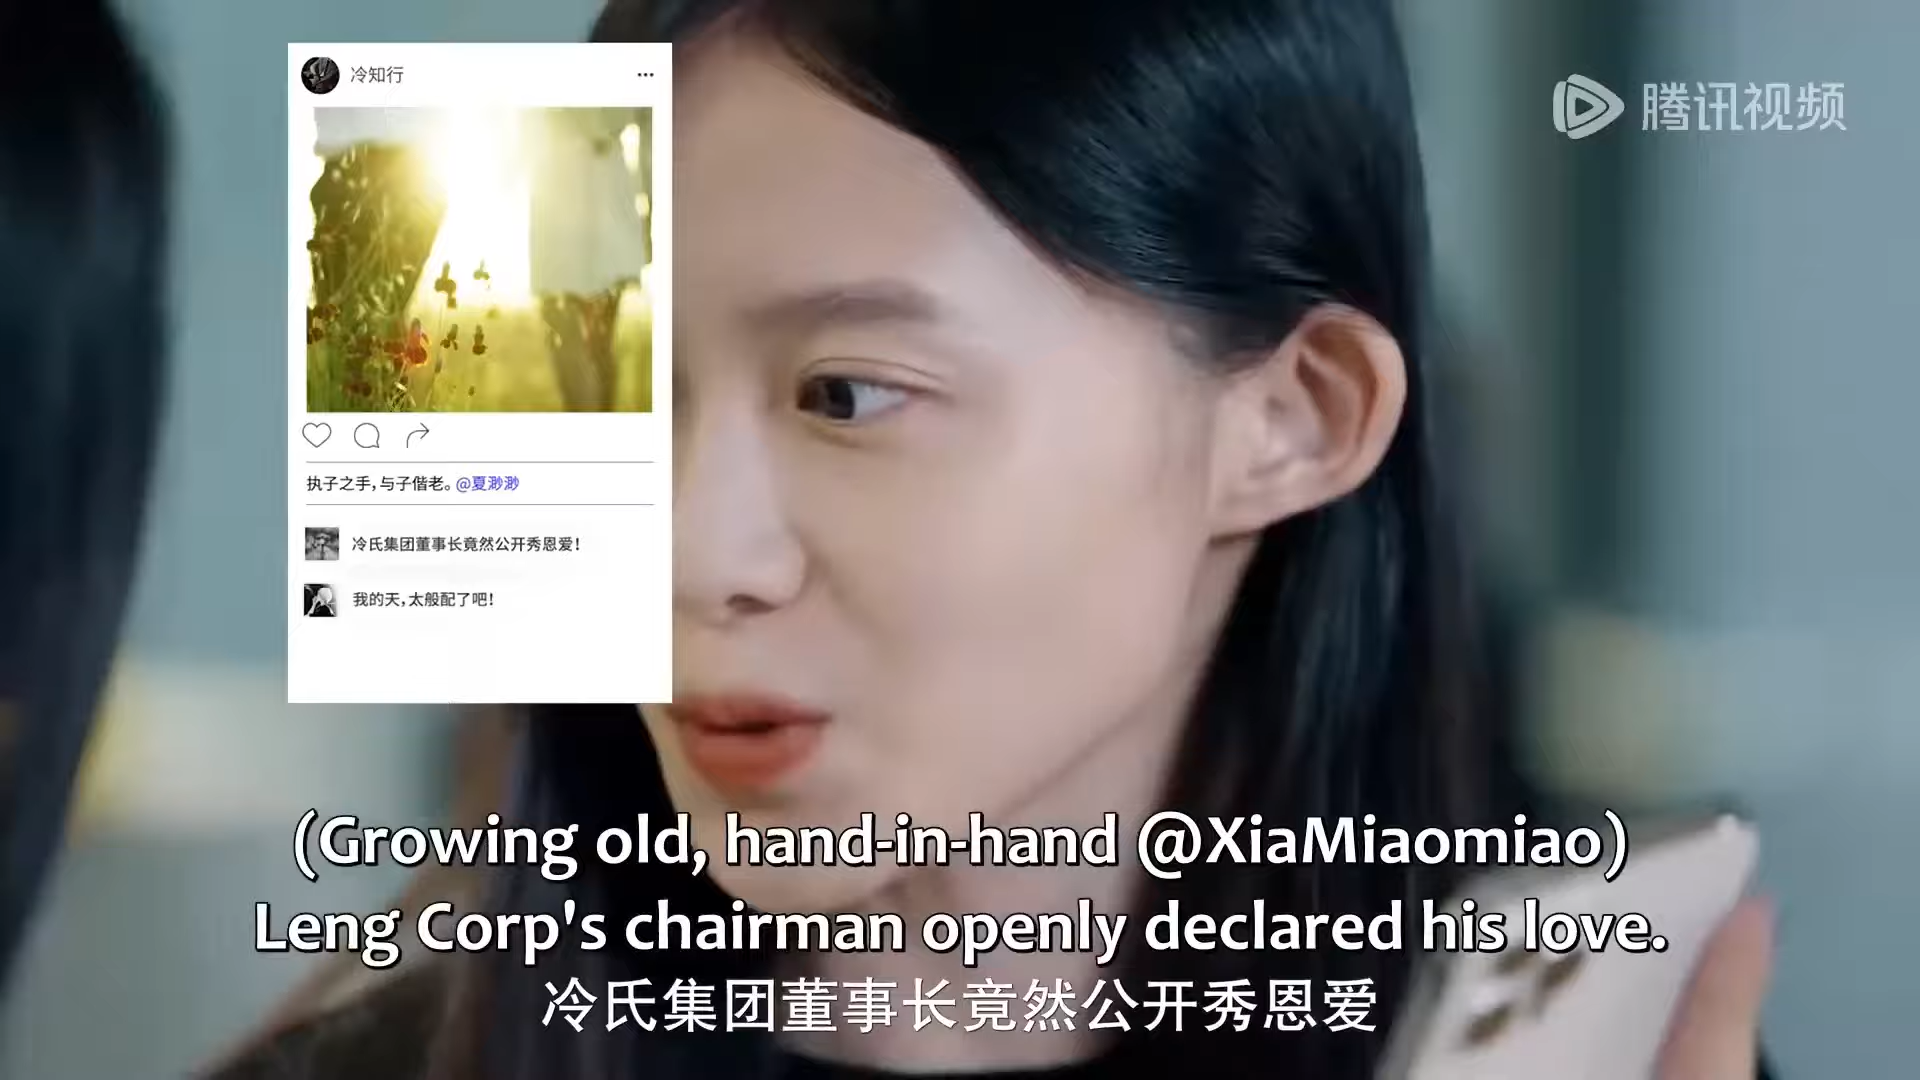 冷知行
腾讯视频
执子之手,与子偕老。@夏渺渺
冷氏集团董事长竟然公开秀恩爱!
我的天,太般配了吧!
(Growing old, hand-in-hand @XiaMiaomiao)
Leng Corp's chairman openly declared his love.
冷氏集团董事长竟然公开秀恩爱